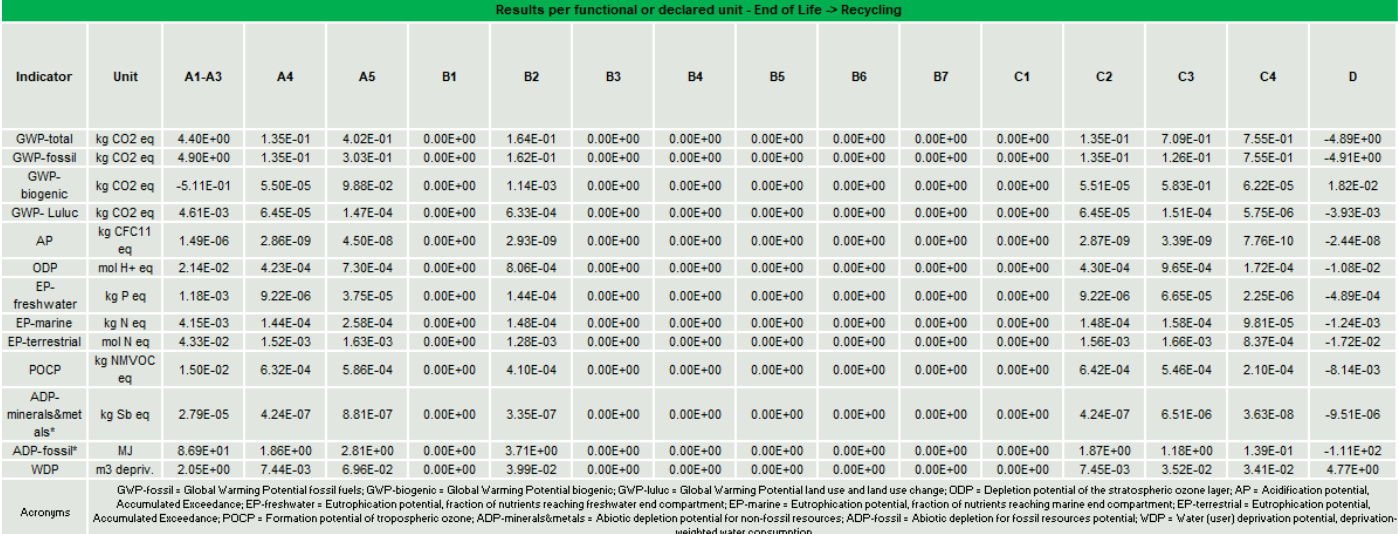 Results per functional or declared unit - End of Life -> Recycling
Indicator Unit A1-A3 A4 A5 B1 B2 B3 B4 B5 B6 B7 C1 C2 C3 C4 D
GWP-total kg CO2 eq 4.40E+00 1.35E-01 4.02E-01 0.00E+00 1.64E-01 0.00E+00 0.00E+00 0.00E+00 0.00E+00 0.00E+00 0.00E+00 1.35E-01 7.09E-01 7.55E-01 -4.89E+00
GWP-fossil kg CO2 eq 4.90E+00 1.35E-01 3.03E-01 0.00E+00 1.62E-01 0.00E+00 0.00E+00 0.00E+00 0.00E+00 0.00E+00 0.00E+00 1.35E-01 1.26E-01 7.55E-01 -4.91E+00
GWP-
biogenic kg CO2 eq -5.11E-01 5.50E-05 9.88E-02 0.00E+00 1.14E-03 0.00E+00 0.00E+00 0.00E+00 0.00E+00 0.00E+00 0.00E+00 5.51E-05 5.83E-01 6.22E-05 1.82E-02
GWP- Luluc kg CO2 eq 4.61E-03 6.45E-05 1.47E-04 0.00E+00 6.33E-04 0.00E+00 0.00E+00 0.00E+00 0.00E+00 0.00E+00 0.00E+00 6.45E-05 1.51E-04 5.75E-06 -3.93E-03
AP kg CFC11
eq 1.49E-06 2.86E-09 4.50E-08 0.00E+00 2.93E-09 0.00E+00 0.00E+00 0.00E+00 0.00E+00 0.00E+00 0.00E+00 2.87E-09 3.39E-09 7.76E-10 -2.44E-08
ODP mol H+ eq 2.14E-02 4.23E-04 7.30E-04 0.00E+00 8.06E-04 0.00E+00 0.00E+00 0.00E+00 0.00E+00 0.00E+00 0.00E+00 4.30E-04 9.65E-04 1.72E-04 -1.08E-02
EP-
freshwater kg P eq 1.18E-03 9.22E-06 3.75E-05 0.00E+00 1.44E-04 0.00E+00 0.00E+00 0.00E+00 0.00E+00 0.00E+00 0.00E+00 9.22E-06 6.65E-05 2.25E-06 -4.89E-04
EP-marine kg N eq 4.15E-03 1.44E-04 2.58E-04 0.00E+00 1.48E-04 0.00E+00 0.00E+00 0.00E+00 0.00E+00 0.00E+00 0.00E+00 1.48E-04 1.58E-04 9.81E-05 -1.24E-03
EP-terrestrial mol N eq 4.33E-02 1.52E-03 1.63E-03 0.00E+00 1.28E-03 0.00E+00 0.00E+00 0.00E+00 0.00E+00 0.00E+00 0.00E+00 1.56E-03 1.66E-03 8.37E-04 -1.72E-02
POCP kg NMVOC
eq 1.50E-02 6.32E-04 5.86E-04 0.00E+00 4.10E-04 0.00E+00 0.00E+00 0.00E+00 0.00E+00 0.00E+00 0.00E+00 6.42E-04 5.46E-04 2.10E-04 -8.14E-03
ADP-
minerals&met
als* kg Sb eq 2.79E-05 4.24E-07 8.81E-07 0.00E+00 3.35E-07 0.00E+00 0.00E+00 0.00E+00 0.00E+00 0.00E+00 0.00E+00 4.24E-07 6.51E-06 3.63E-08 -9.51E-06
ADP-fossil* MJ 8.69E+01 1.86E+00 2.81E+00 0.00E+00 3.71E+00 0.00E+00 0.00E+00 0.00E+00 0.00E+00 0.00E+00 0.00E+00 1.87E+00 1.18E+00 1.39E-01 -1.11E+02
WDP m3 depriv. 2.05E+00 7.44E-03 6.96E-02 0.00E+00 3.99E-02 0.00E+00 0.00E+00 0.00E+00 0.00E+00 0.00E+00 0.00E+00 7.45E-03 3.52E-02 3.41E-02 4.77E+00
Acronyms GWP-fossil = Global Warming Potential fossil fuels; GWP-biogenic = Global Warming Potential biogenic; GWP-luluc = Global Warming Potential land use and land use change; ODP = Depletion potential of the stratospheric ozone layer; AP = Acidification potential,
Accumulated Exceedance; EP-freshwater = Eutrophication potential, fraction of nutrients reaching freshwater end compartment; EP-marine = Eutrophication potential, fraction of nutrients reaching marine end compartment; EP-terrestrial = Eutrophication potential,
Accumulated Exceedance; POCP = Formation potential of tropospheric ozone; ADP-minerals&metals = Abiotic depletion potential for non-fossil resources; ADP-fossil = Abiotic depletion for fossil resources potential; WDP = Water (user) deprivation potential, deprivation-
weighted water consumption